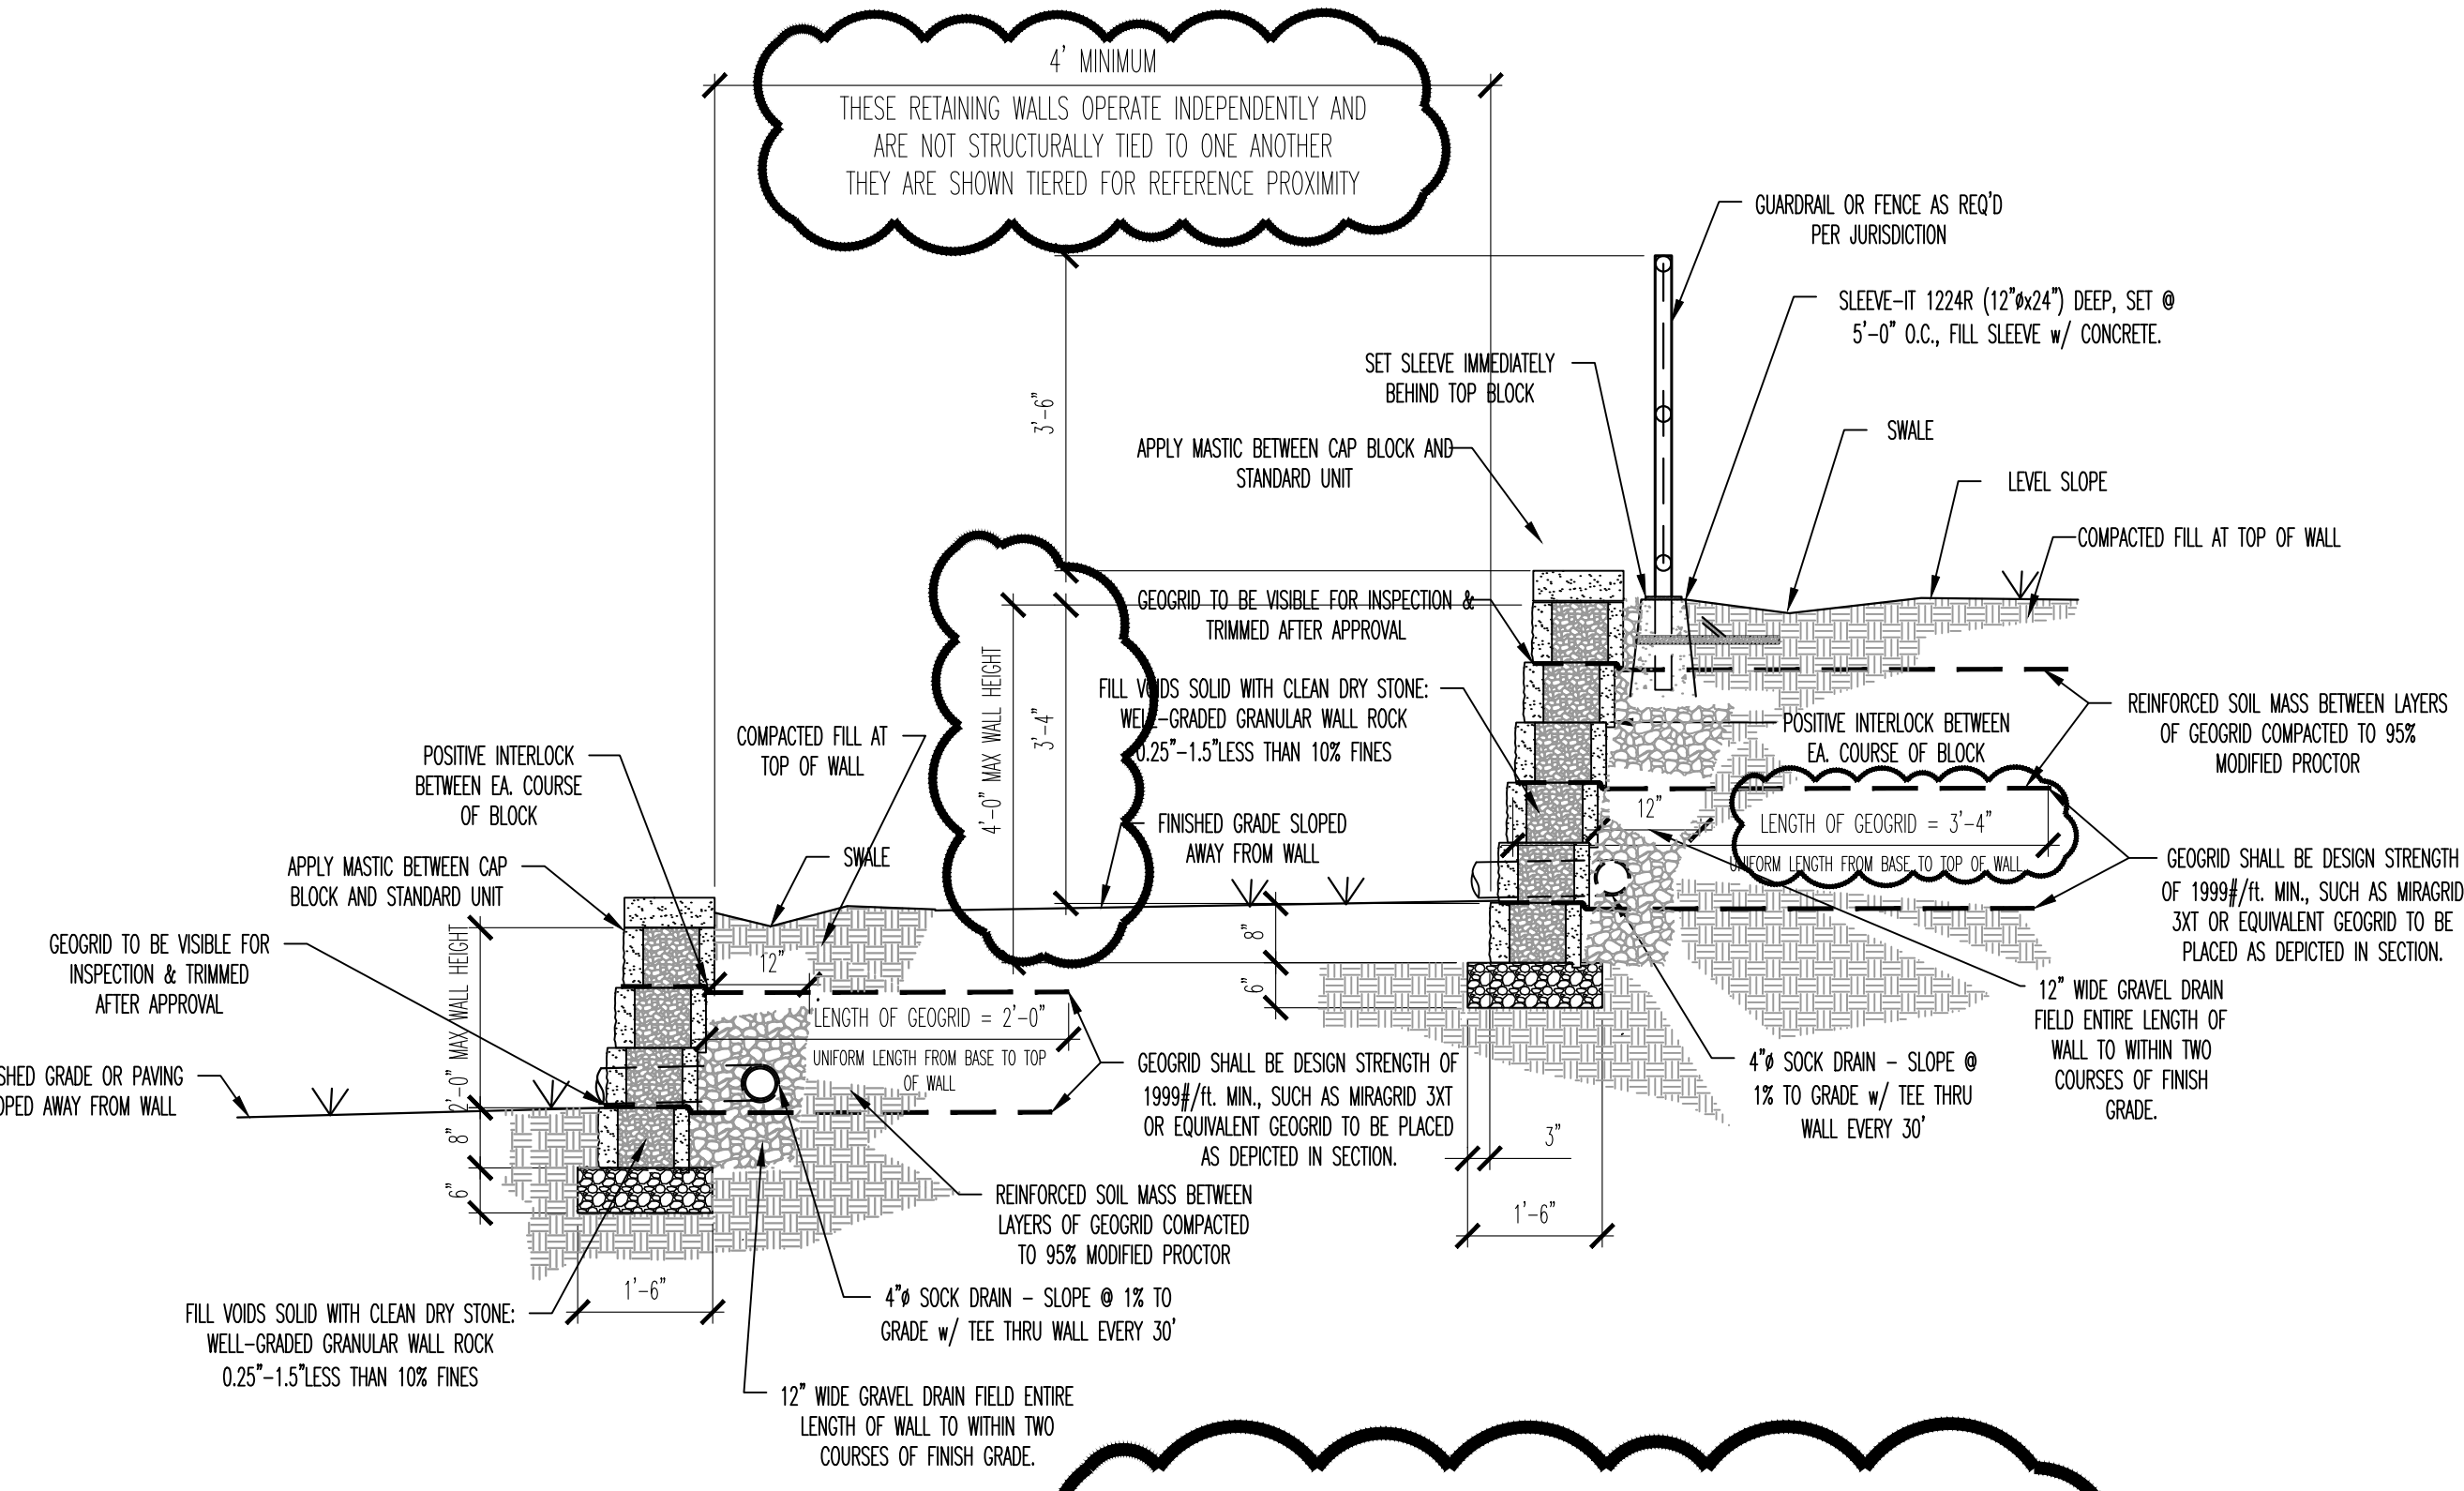 4' MINIMUM
THESE RETAINING WALLS OPERATE INDEPENDENTLY AND
ARE NOT STRUCTURALLY TIED TO ONE ANOTHER
THEY ARE SHOWN TIERED FOR REFERENCE PROXIMITY
GUARDRAIL OR FENCE AS REQ'D
PER JURISDICTION
SLEEVE-IT 1224R (12"øx24") DEEP, SET @
5'-0" O.C., FILL SLEEVE w/ CONCRETE.
SET SLEEVE IMMEDIATELY
BEHIND TOP BLOCK
3'-6"
SWALE
APPLY MASTIC BETWEEN CAP BLOCK AND
STANDARD UNIT
LEVEL SLOPE
COMPACTED FILL AT TOP OF WALL
GEOGRID TO BE VISIBLE FOR INSPECTION &
TRIMMED AFTER APPROVAL
4'-0" MAX WALL HEIGHT
3'-4"
FILL VOIDS SOLID WITH CLEAN DRY STONE:
WELL-GRADED GRANULAR WALL ROCK
0.25"-1.5"LESS THAN 10% FINES
POSITIVE INTERLOCK BETWEEN
EA. COURSE OF BLOCK
REINFORCED SOIL MASS BETWEEN LAYERS
OF GEOGRID COMPACTED TO 95%
MODIFIED PROCTOR
12"
LENGTH OF GEOGRID = 3'-4"
UNIFORM LENGTH FROM BASE TO TOP OF WALL
FINISHED GRADE SLOPED
AWAY FROM WALL
GEOGRID SHALL BE DESIGN STRENGTH
OF 1999#/ft. MIN., SUCH AS MIRAGRID
3XT OR EQUIVALENT GEOGRID TO BE
PLACED AS DEPICTED IN SECTION.
8"
6"
12" WIDE GRAVEL DRAIN
FIELD ENTIRE LENGTH OF
WALL TO WITHIN TWO
COURSES OF FINISH
GRADE.
4"ø SOCK DRAIN - SLOPE @
1% TO GRADE w/ TEE THRU
WALL EVERY 30'
3"
1'-6"
POSITIVE INTERLOCK
BETWEEN EA. COURSE
OF BLOCK
COMPACTED FILL AT
TOP OF WALL
SWALE
APPLY MASTIC BETWEEN CAP
BLOCK AND STANDARD UNIT
GEOGRID TO BE VISIBLE FOR
INSPECTION & TRIMMED
AFTER APPROVAL
2'-0" MAX WALL HEIGHT
12"
LENGTH OF GEOGRID = 2'-0"
UNIFORM LENGTH FROM BASE TO TOP
OF WALL
SHED GRADE OR PAVING
OPED AWAY FROM WALL
8"
6"
GEOGRID SHALL BE DESIGN STRENGTH OF
1999#/ft. MIN., SUCH AS MIRAGRID 3XT
OR EQUIVALENT GEOGRID TO BE PLACED
AS DEPICTED IN SECTION.
REINFORCED SOIL MASS BETWEEN
LAYERS OF GEOGRID COMPACTED
TO 95% MODIFIED PROCTOR
1'-6"
FILL VOIDS SOLID WITH CLEAN DRY STONE:
WELL-GRADED GRANULAR WALL ROCK
0.25"-1.5"LESS THAN 10% FINES
4"ø SOCK DRAIN - SLOPE @ 1% TO
GRADE w/ TEE THRU WALL EVERY 30'
12" WIDE GRAVEL DRAIN FIELD ENTIRE
LENGTH OF WALL TO WITHIN TWO
COURSES OF FINISH GRADE.